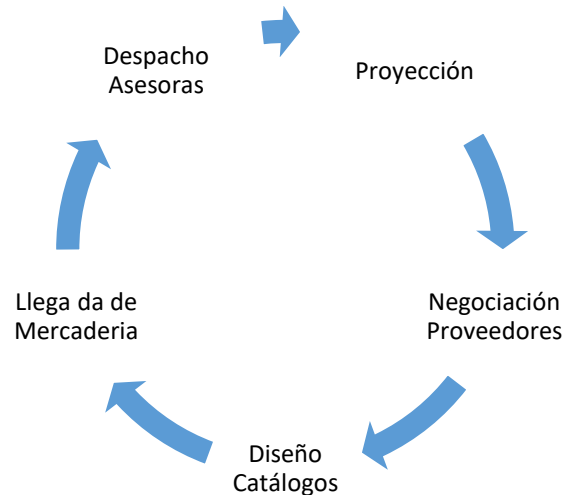 Despacho
Asesoras
Proyección
Negociación
Proveedores
Diseño
Catálogos
Llega da de
Mercaderia